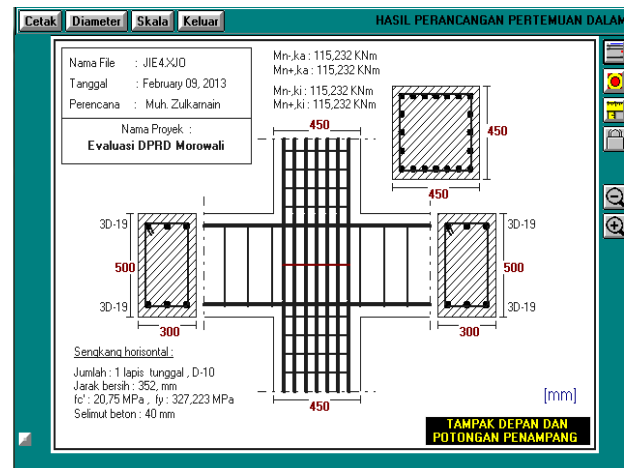 Cetak Diameter Skala Keluar HASIL PERANCANGAN PERTEMUAN DALAM
Nama File : JIE4.XJO
Tanggal : February 09, 2013
Perencana : Muh. Zulkarnain
Nama Proyek :
Evaluasi DPRD Morowali
Mn-,ka : 115,232 KNm
Mn+,ka : 115,232 KNm
Mn-,ki : 115,232 KNm
Mn+,ki : 115,232 KNm
450
450
450
3D-19
500
3D-19
300
3D-19
500
3D-19
300
450
Sengkang horisontal :
Jumlah : 1 lapis tunggal , D-10
Jarak bersih : 352, mm
fc' : 20,75 MPa , fy : 327,223 MPa
Selimut beton : 40 mm
[mm]
TAMPAK DEPAN DAN
POTONGAN PENAMPANG